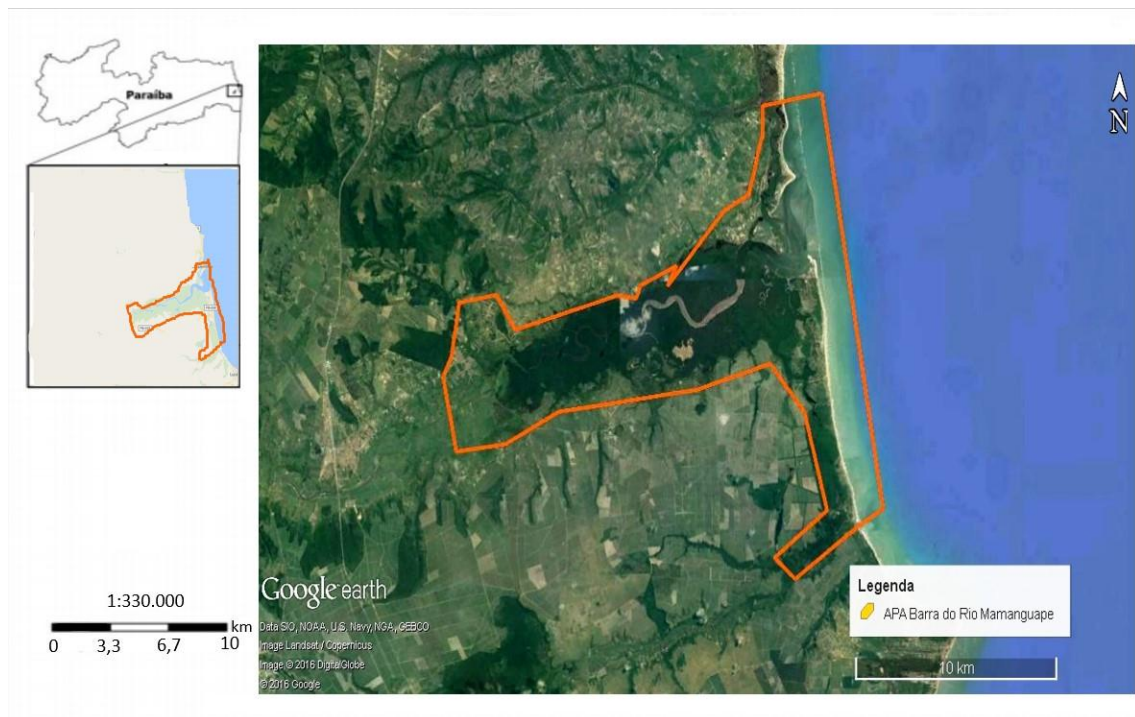 Paraíba
N
1:330.000
km
0 3,3 6,7 10
Google earth
Data SIO, NOAA, U.S. Navy, NGA, GEBCO
Image Landsat / Copernicus
Image © 2016 DigitalGlobe
© 2016 Google
Legenda
APA Barra do Rio Mamanguape
10 km